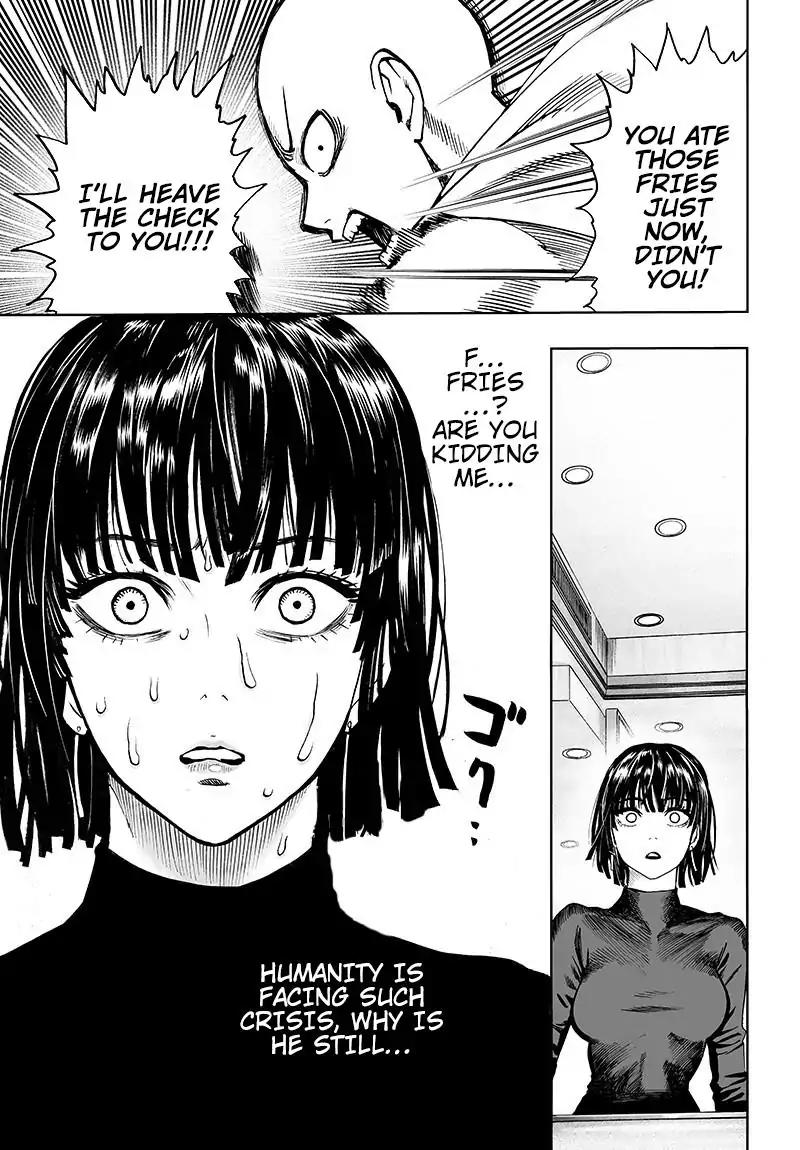 YOU ATE
THOSE
FRIES
JUST
NOW,
DIDN'T
YOU!
I'LL HEAVE
THE CHECK
TO YOU!!!
F...
FRIES
...?
ARE YOU
KIDDING
ME...
ゴクッ
HUMANITY IS
FACING SUCH
CRISIS, WHY IS
HE STILL...